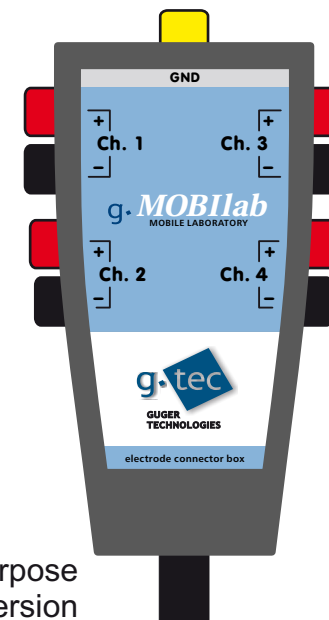 GND
+ +
Ch. 1 Ch. 3
– –
g.MOBIlab
MOBILE LABORATORY
+ +
Ch. 2 Ch. 4
– –
g.tec
GUGER
TECHNOLOGIES
electrode connector box
rpose
ersion